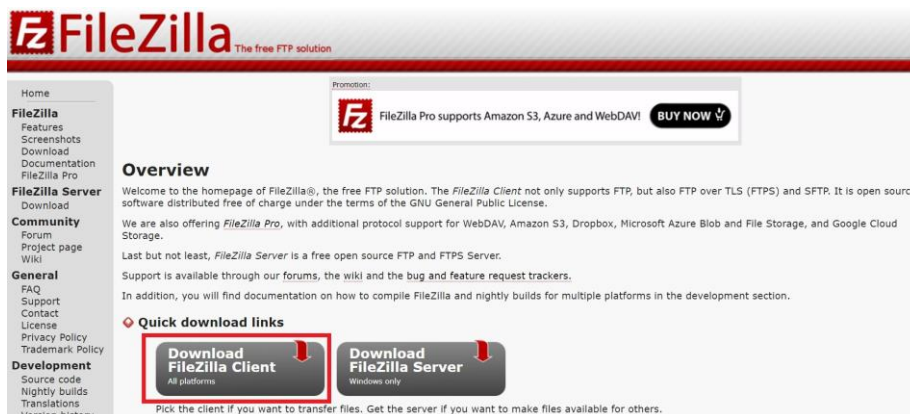 FileZilla The free FTP solution
Home
FileZilla
Features
Screenshots
Download
Documentation
FileZilla Pro
FileZilla Server
Download
Community
Forum
Project page
Wiki
General
FAQ
Support
Contact
License
Privacy Policy
Trademark Policy
Development
Source code
Nightly builds
Translations
Version history
Promotion:
FileZilla Pro supports Amazon S3, Azure and WebDAV! BUY NOW
Overview
Welcome to the homepage of FileZilla®, the free FTP solution. The FileZilla Client not only supports FTP, but also FTP over TLS (FTPS) and SFTP. It is open sourc
software distributed free of charge under the terms of the GNU General Public License.
We are also offering FileZilla Pro, with additional protocol support for WebDAV, Amazon S3, Dropbox, Microsoft Azure Blob and File Storage, and Google Cloud
Storage.
Last but not least, FileZilla Server is a free open source FTP and FTPS Server.
Support is available through our forums, the wiki and the bug and feature request trackers.
In addition, you will find documentation on how to compile FileZilla and nightly builds for multiple platforms in the development section.
Quick download links
Download
FileZilla Client
All platforms
Download
FileZilla Server
Windows only
Pick the client if you want to transfer files. Get the server if you want to make files available for others.